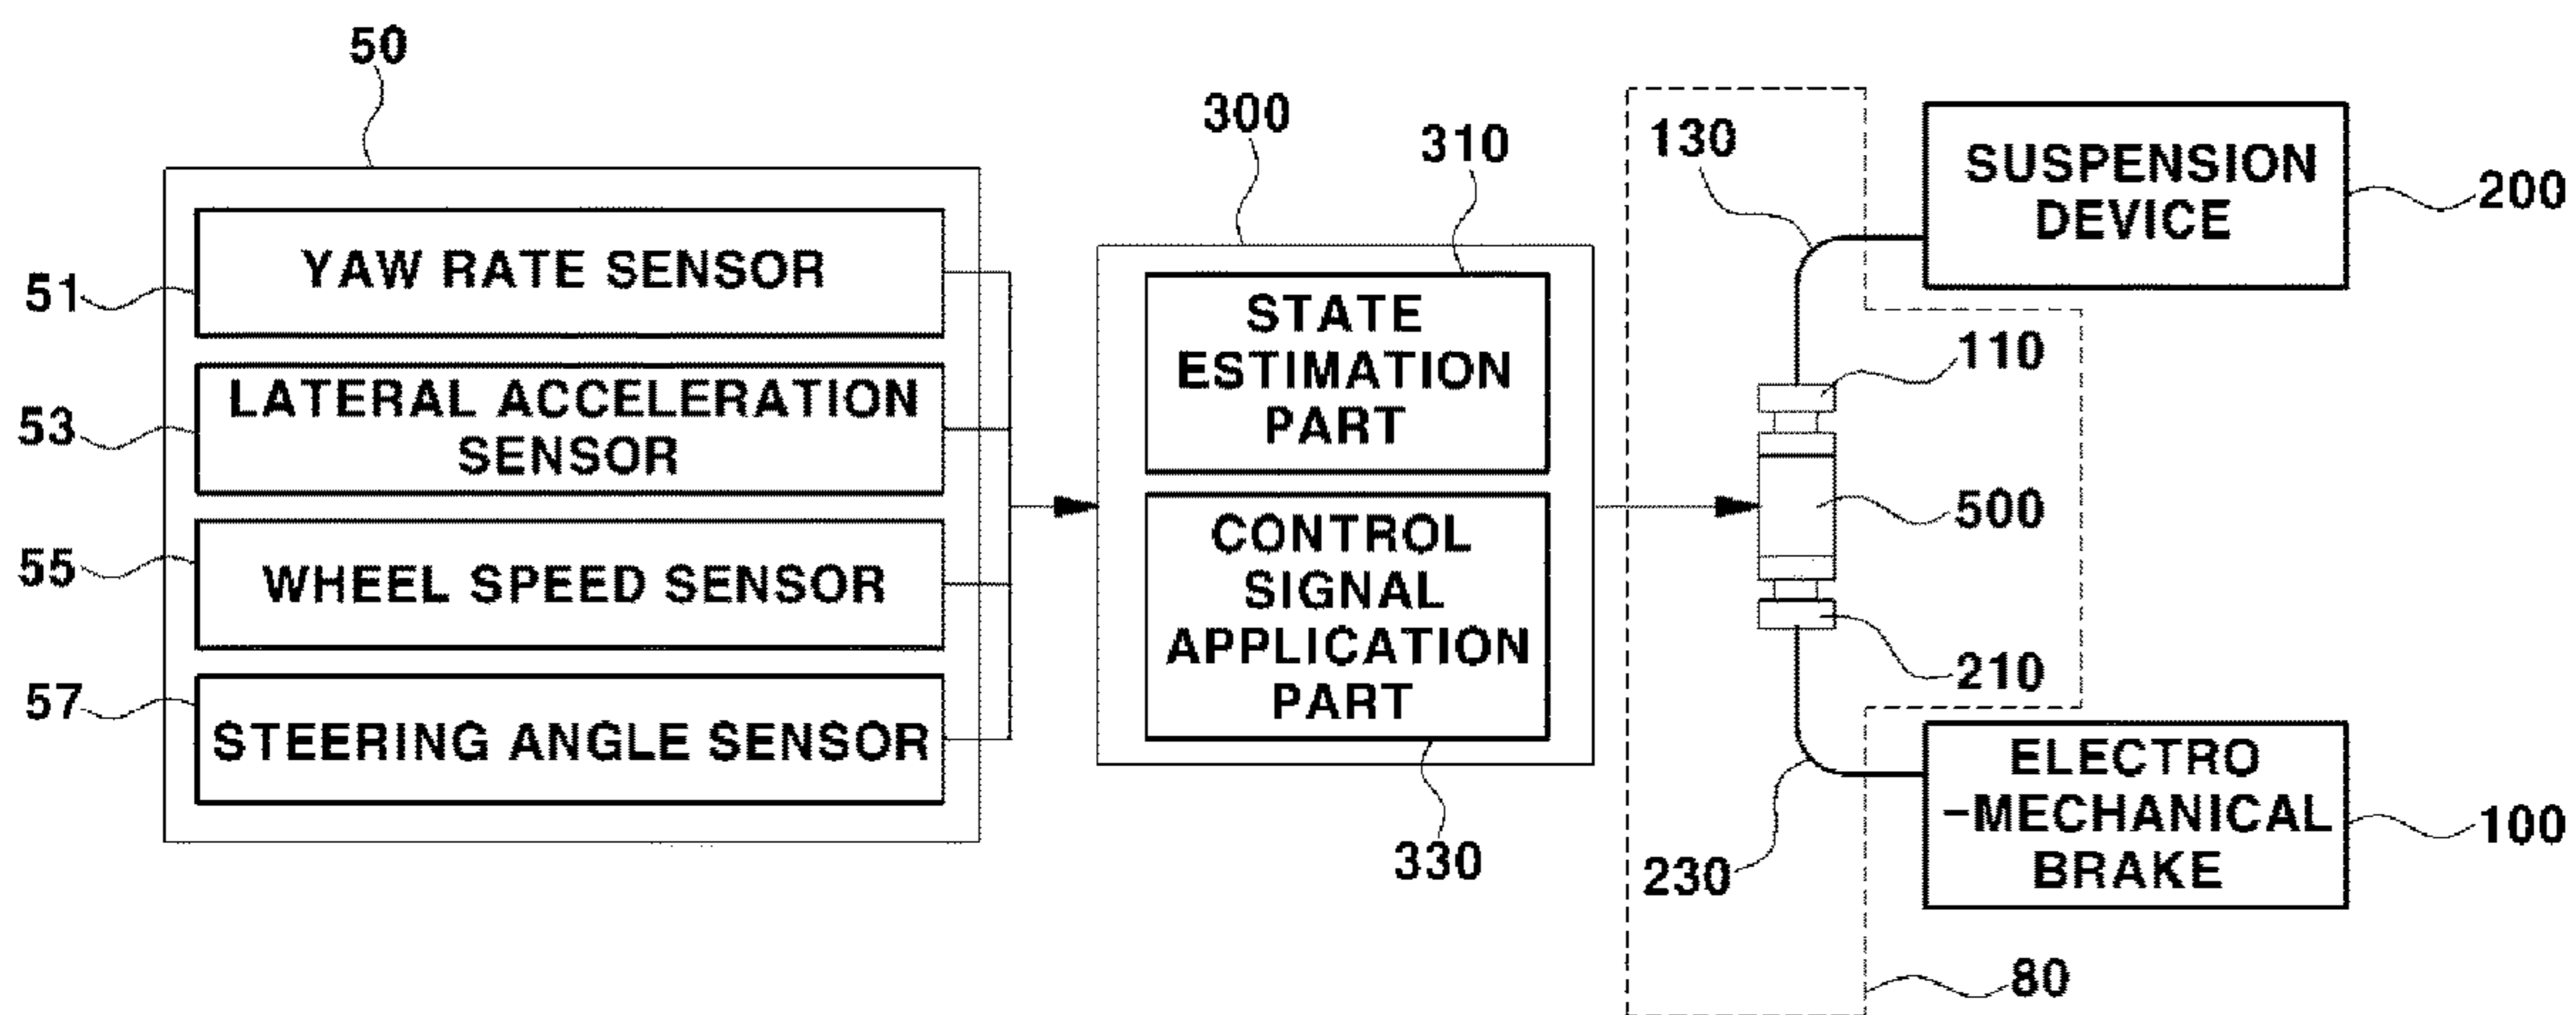 50
51
YAW RATE SENSOR
53
LATERAL ACCELERATION
SENSOR
55
WHEEL SPEED SENSOR
57
STEERING ANGLE SENSOR
300
310
STATE
ESTIMATION
PART
CONTROL
SIGNAL
APPLICATION
PART
330
130
SUSPENSION
DEVICE
200
110
500
210
230
ELECTRO
-MECHANICAL
BRAKE
100
80